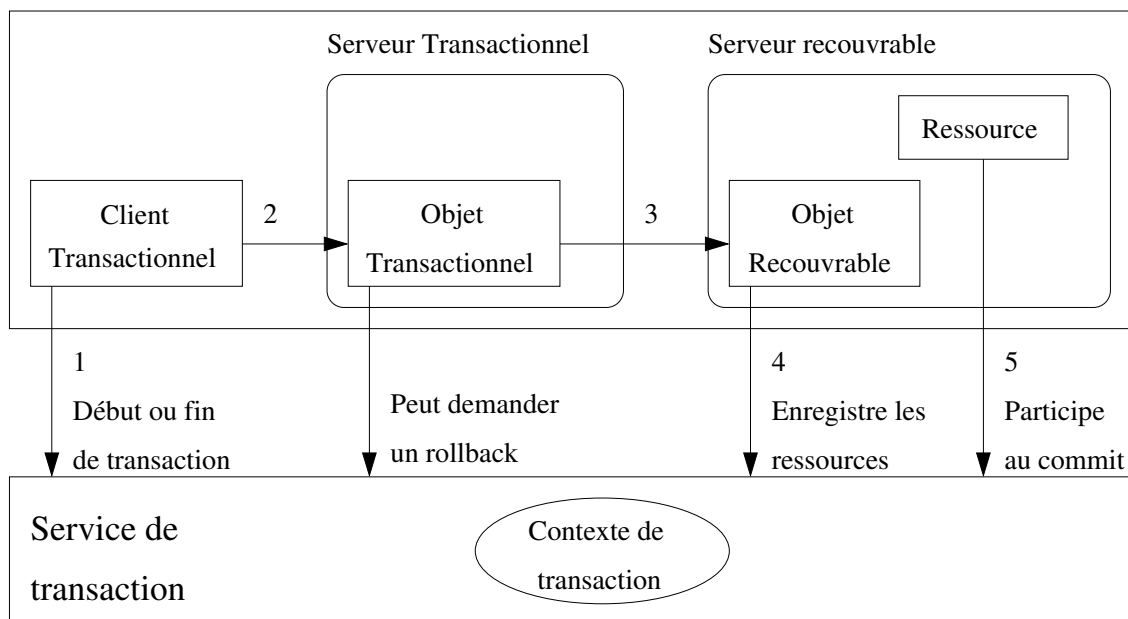 Serveur Transactionnel
Serveur recouvrable
Ressource
Client
Transactionnel
2
Objet
Transactionnel
3
Objet
Recouvrable
1
Début ou fin
de transaction
Peut demander
un rollback
4
Enregistre les
ressources
5
Participe
au commit
Service de
transaction
Contexte de
transaction